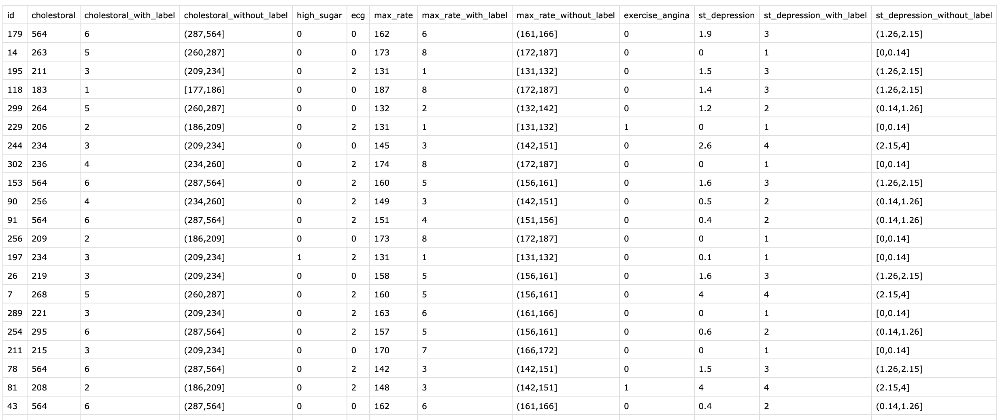 id cholestoral cholestoral_with_label cholestoral_without_label high_sugar ecg max_rate max_rate_with_label max_rate_without_label exercise_angina st_depression st_depression_with_label st_depression_without_label
179 564 6 (287,564] 0 0 162 6 (161,166] 0 1.9 3 (1.26,2.15]
14 263 5 (260,287] 0 0 173 8 (172,187] 0 0 1 [0,0.14]
195 211 3 (209,234] 0 2 131 1 [131,132] 0 1.5 3 (1.26,2.15]
118 183 1 [177,186] 0 0 187 8 (172,187] 0 1.4 3 (1.26,2.15]
299 264 5 (260,287] 0 0 132 2 (132,142] 0 1.2 2 (0.14,1.26]
229 206 2 (186,209] 0 2 131 1 [131,132] 1 0 1 [0,0.14]
244 234 3 (209,234] 0 0 145 3 (142,151] 0 2.6 4 (2.15,4]
302 236 4 (234,260] 0 2 174 8 (172,187] 0 0 1 [0,0.14]
153 564 6 (287,564] 0 2 160 5 (156,161] 0 1.6 3 (1.26,2.15]
90 256 4 (234,260] 0 2 149 3 (142,151] 0 0.5 2 (0.14,1.26]
91 564 6 (287,564] 0 2 151 4 (151,156] 0 0.4 2 (0.14,1.26]
256 209 2 (186,209] 0 0 173 8 (172,187] 0 0 1 [0,0.14]
197 234 3 (209,234] 1 2 131 1 [131,132] 0 0.1 1 [0,0.14]
26 219 3 (209,234] 0 0 158 5 (156,161] 0 1.6 3 (1.26,2.15]
7 268 5 (260,287] 0 2 160 5 (156,161] 0 4 4 (2.15,4]
289 221 3 (209,234] 0 2 163 6 (161,166] 0 0 1 [0,0.14]
254 295 6 (287,564] 0 2 157 5 (156,161] 0 0.6 2 (0.14,1.26]
211 215 3 (209,234] 0 0 170 7 (166,172] 0 0 1 [0,0.14]
78 564 6 (287,564] 0 2 142 3 (142,151] 0 1.5 3 (1.26,2.15]
81 208 2 (186,209] 0 2 148 3 (142,151] 1 4 4 (2.15,4]
43 564 6 (287,564] 0 0 162 6 (161,166] 0 0.4 2 (0.14,1.26]